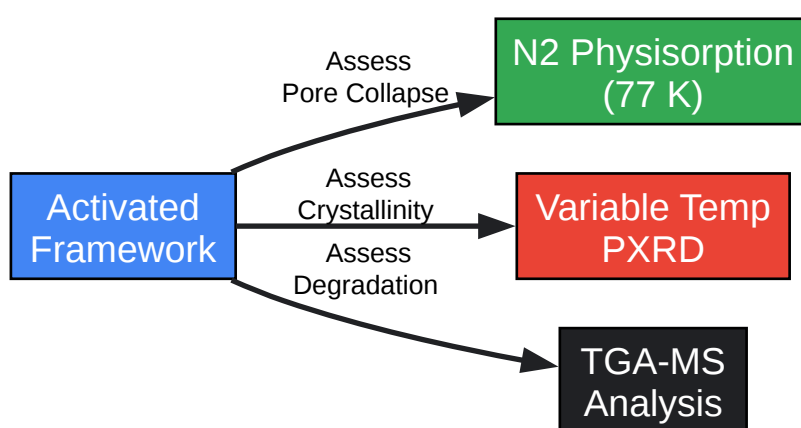 Assess
Pore Collapse
N2 Physisorption
(77 K)
Activated
Framework
Assess
Crystallinity
Variable Temp
PXRD
Assess
Degradation
TGA-MS
Analysis